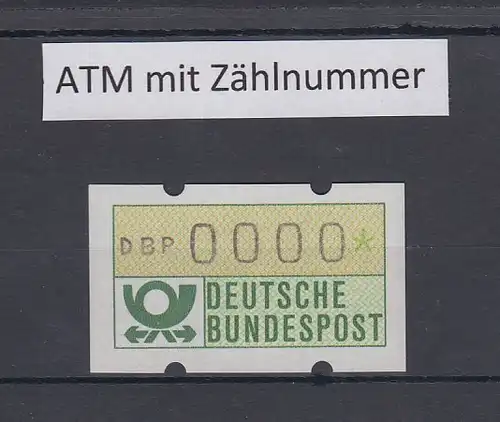 ATM mit Zählnummer
DBP 0000*
DEUTSCHE
BUNDESPOST